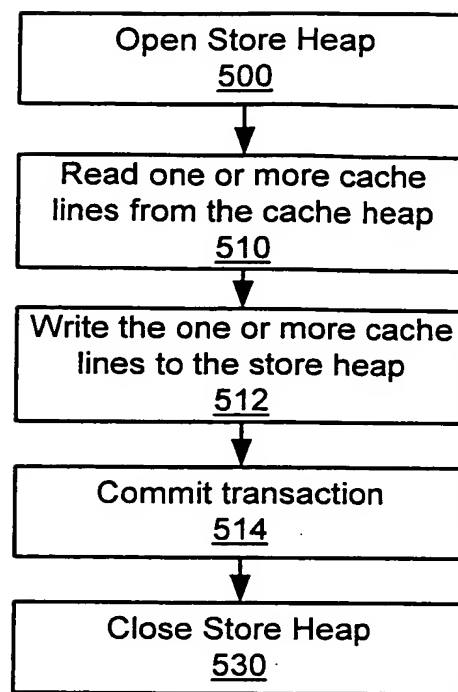 Open Store Heap
500
Read one or more cache
lines from the cache heap
510
Write the one or more cache
lines to the store heap
512
Commit transaction
514
Close Store Heap
530